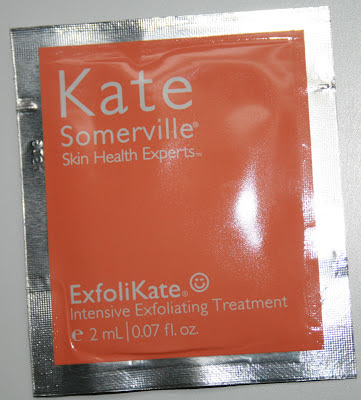 Kate
Somerville®
Skin Health Experts™
ExfoliKate®
Intensive Exfoliating Treatment
℮ 2 mL | 0.07 fl. oz.